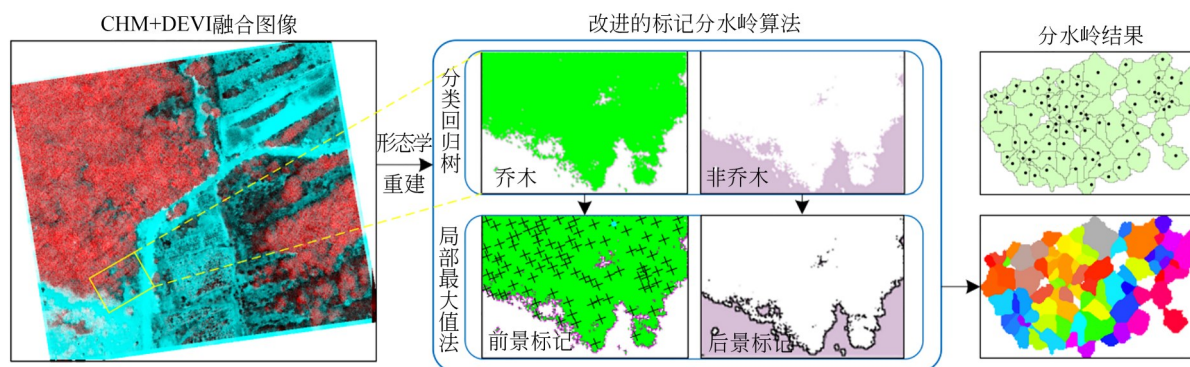 CHM+DEVI融合图像
改进的标记分水岭算法
分水岭结果
形态学
重建
分类回归树
乔木
非乔木
局部最大值法
前景标记
后景标记